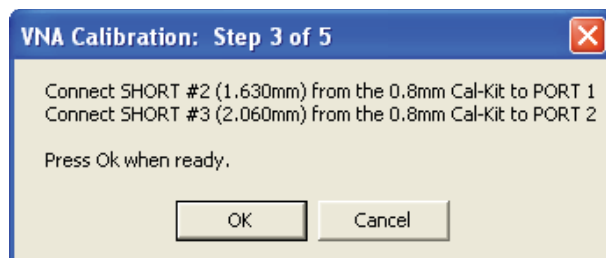 VNA Calibration: Step 3 of 5
Connect SHORT #2 (1.630mm) from the 0.8mm Cal-Kit to PORT 1
Connect SHORT #3 (2.060mm) from the 0.8mm Cal-Kit to PORT 2
Press Ok when ready.
OK Cancel